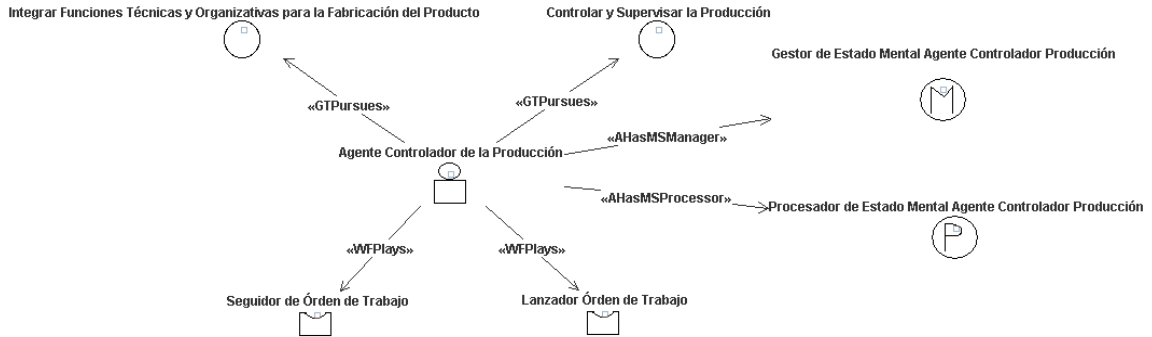 Integrar Funciones Técnicas y Organizativas para la Fabricación del Producto
Controlar y Supervisar la Producción
Gestor de Estado Mental Agente Controlador Producción
M
«GTPursues»
«GTPursues»
«AHasMSManager»
Agente Controlador de la Producción
«AHasMSProcessor»
Procesador de Estado Mental Agente Controlador Producción
P
«WFPlays»
«WFPlays»
Seguidor de Órden de Trabajo
Lanzador Órden de Trabajo